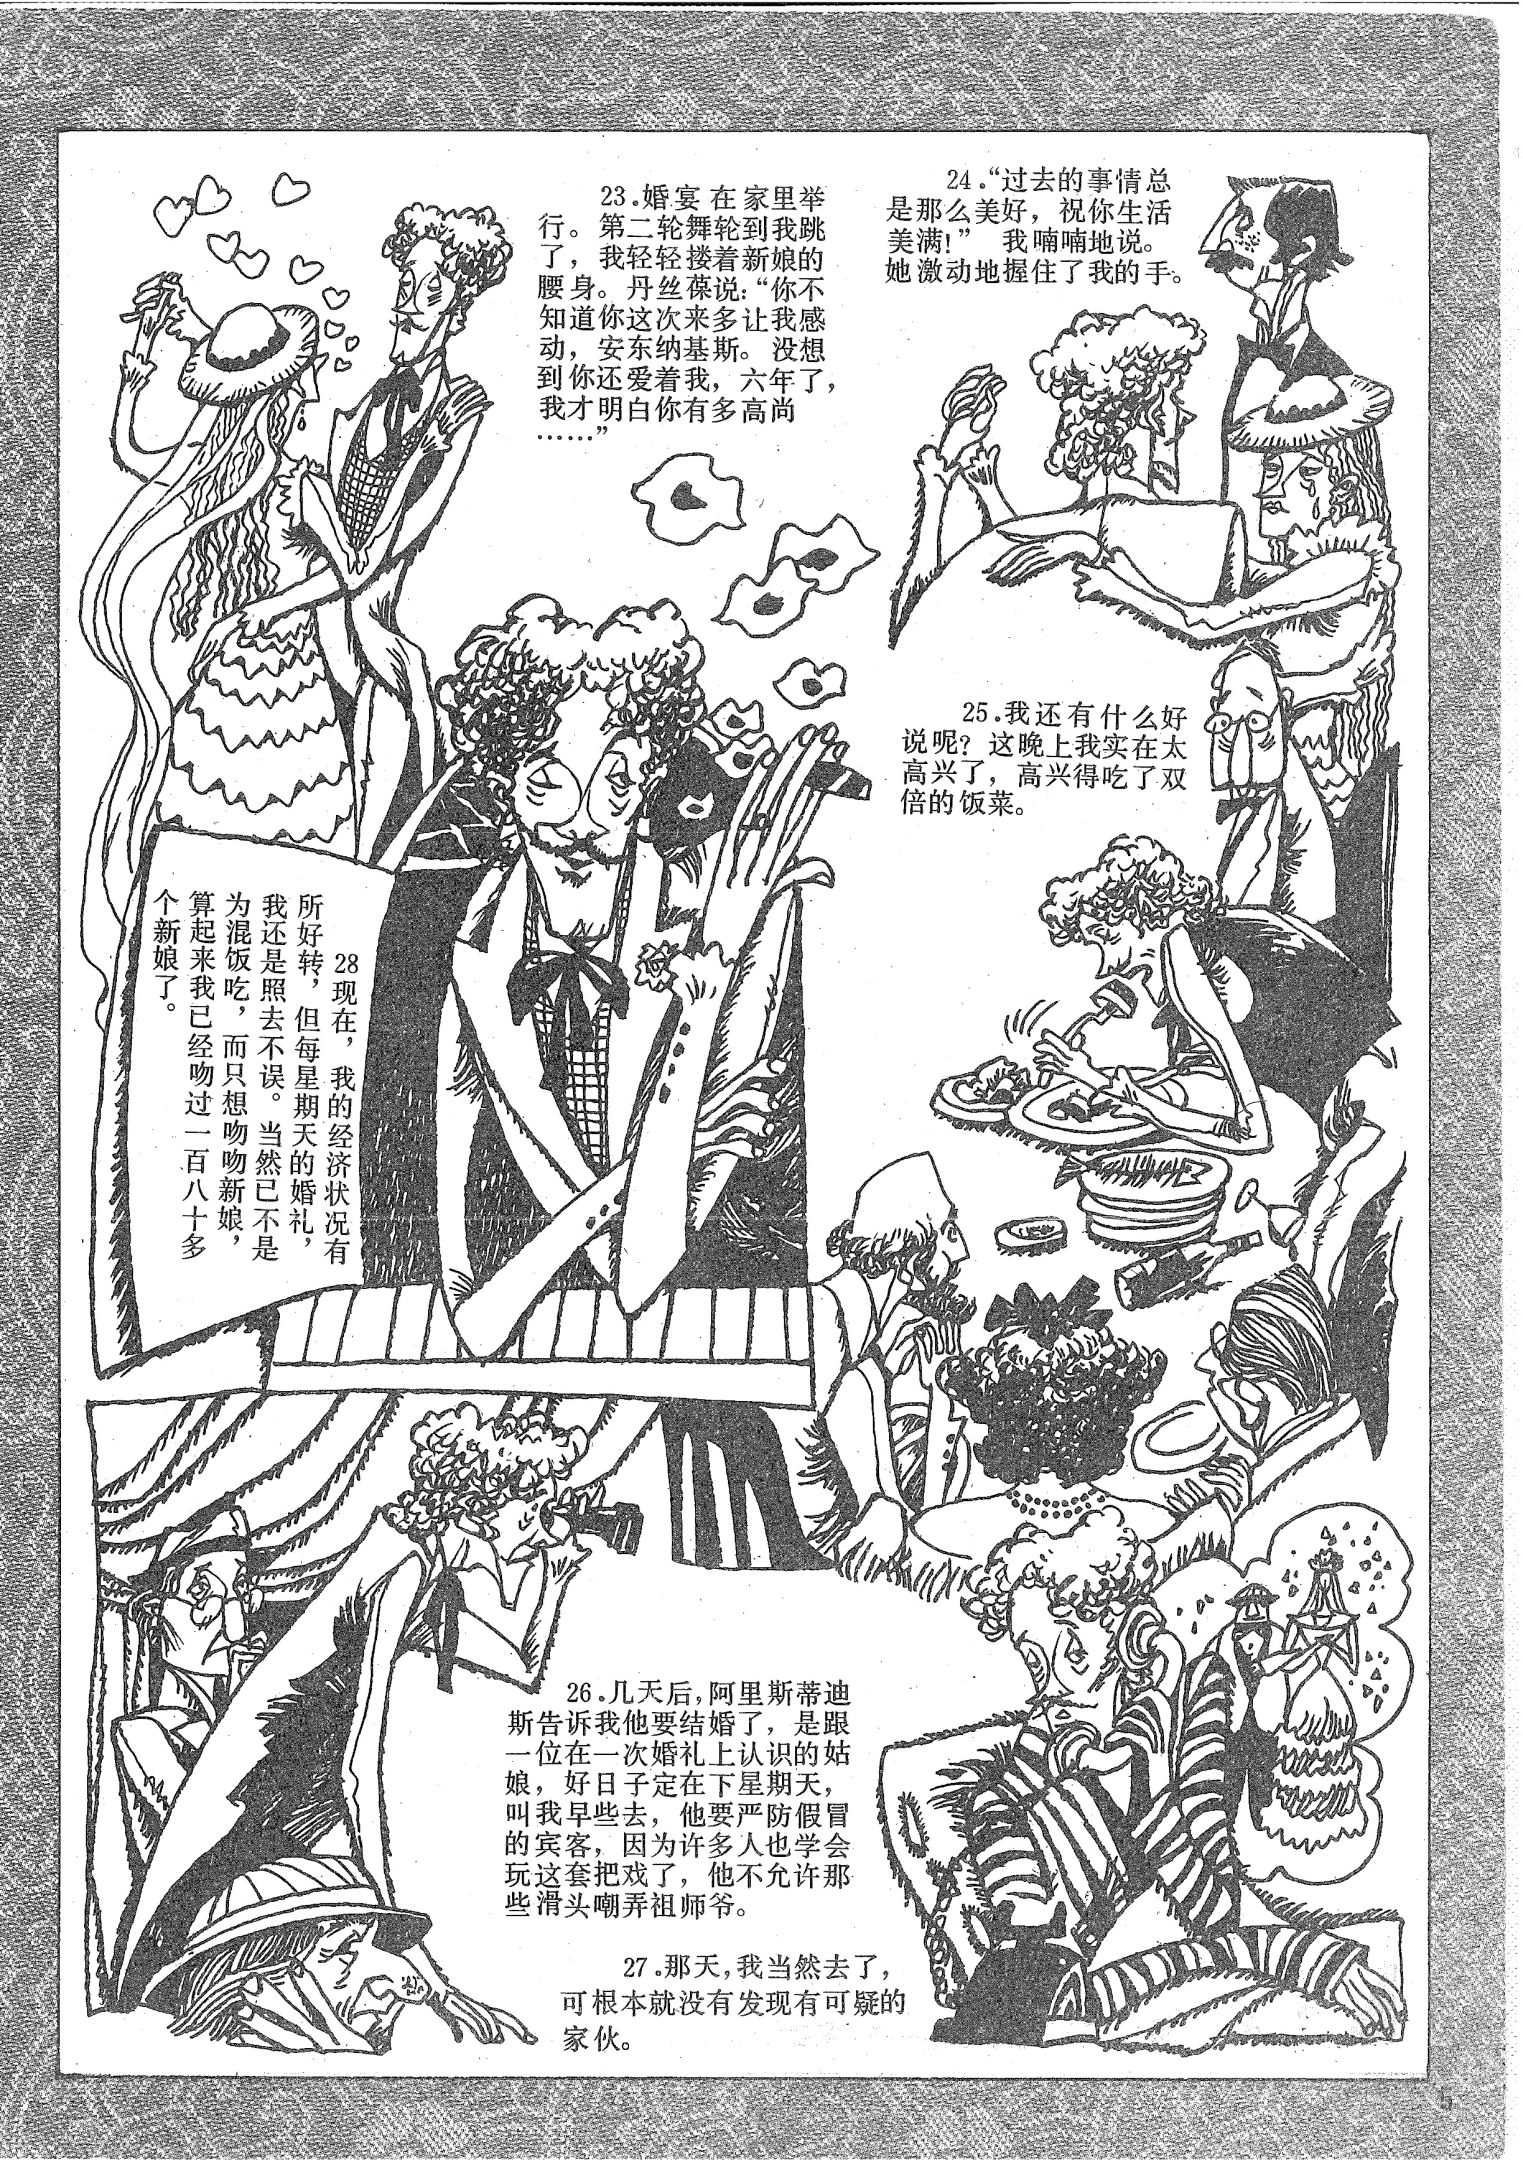 23.婚宴在家里举
行。第二轮舞轮到我跳
了，我轻轻搂着新娘的
腰身。丹丝葆说：“你不
知道你这次来多让我感
动，安东纳基斯。没想
到你还爱着我，六年了，
我才明白你有多高尚
……”
24.“过去的事情总
是那么美好，祝你生活
美满！”我喃喃地说。
她激动地握住了我的手。
25.我还有什么好
说呢？这晚上我实在太
高兴了，高兴得吃了双
倍的饭菜。
26.几天后，阿里斯蒂迪
斯告诉我他要结婚了，是跟
一位在一次婚礼上认识的姑
娘，好日子定在下星期天，
叫我早些去，他要严防假冒
的宾客，因为许多人也学会
玩这套把戏了，他不允许那
些滑头嘲弄祖师爷。
27.那天，我当然去了，
可根本就没有发现有可疑的
家伙。
28现在，我的经济状况有
所好转，但每星期天的婚礼，
我还是照去不误。当然已不是
为混饭吃，而只想吻吻新娘，
算起来我已经吻过一百八十多
个新娘了。
5